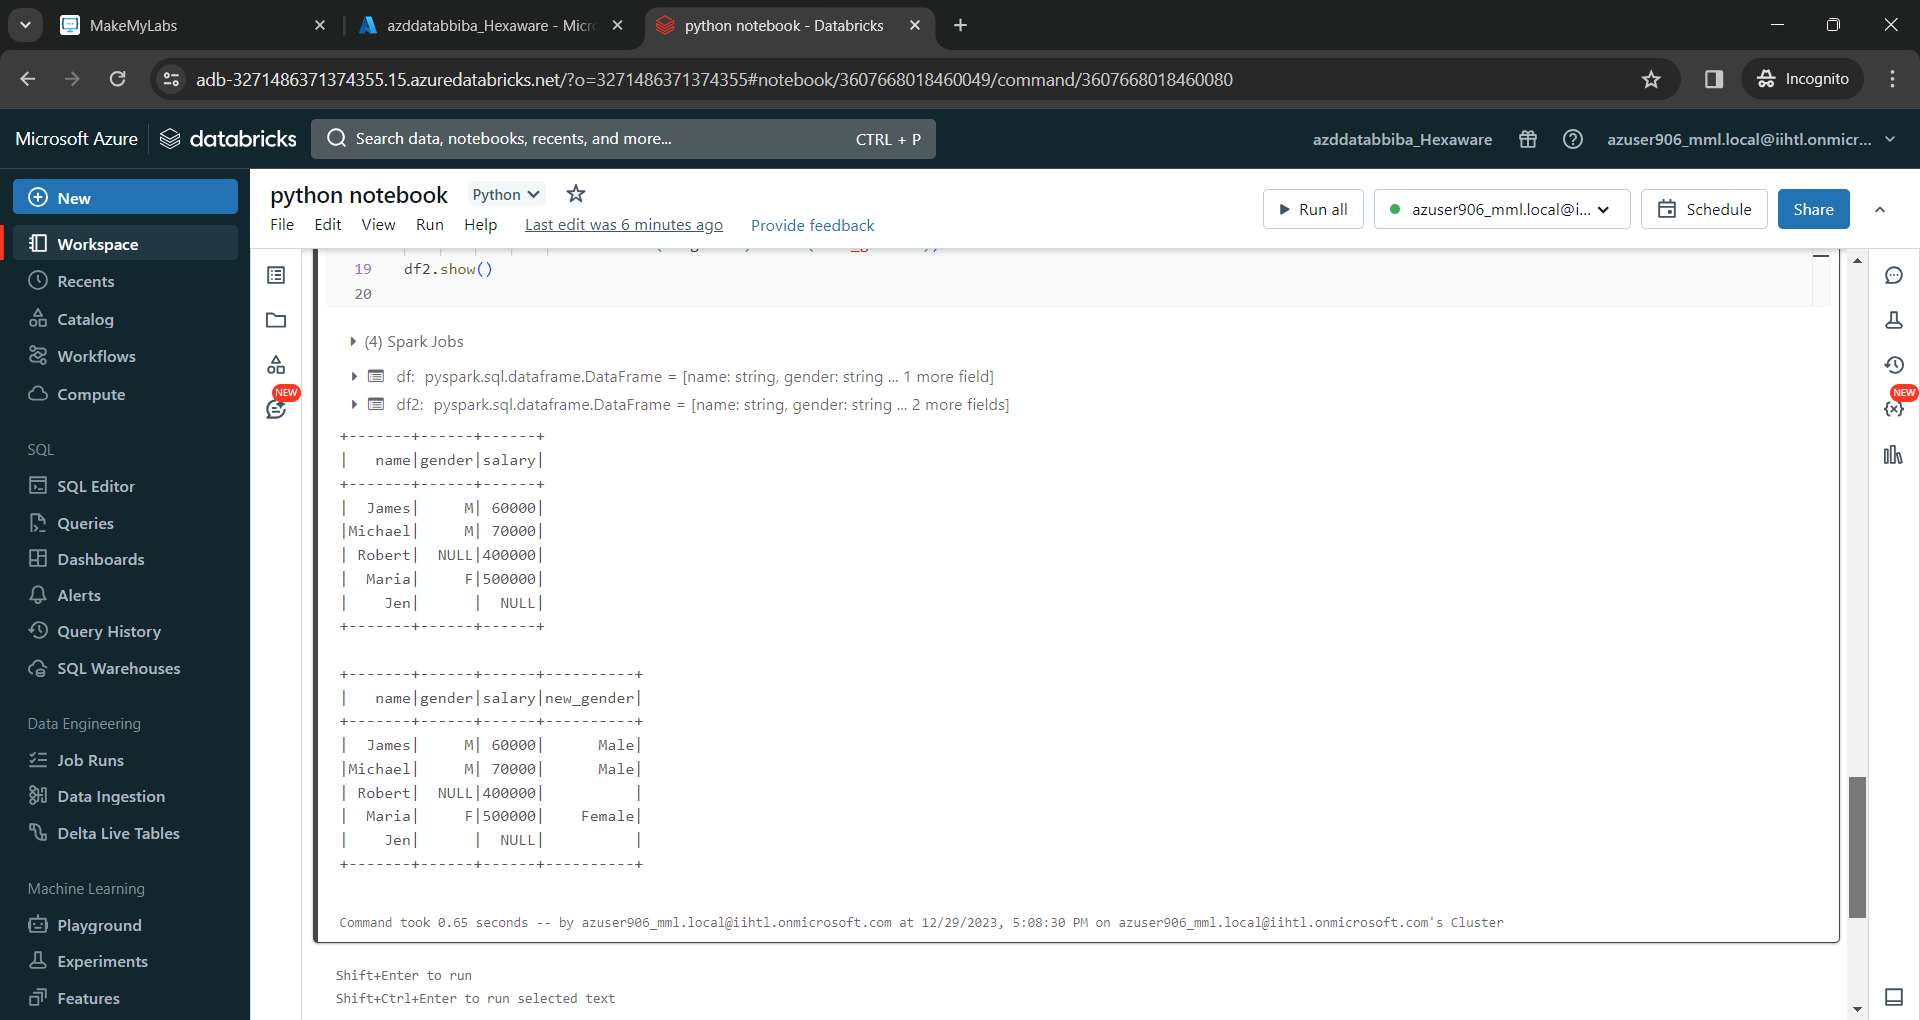 MakeMyLabs
azddatabbiba_Hexaware - Micr
python notebook - Databricks
adb-3271486371374355.15.azuredatabricks.net/?o=3271486371374355#notebook/3607668018460049/command/3607668018460080
Incognito
Microsoft Azure
databricks
Search data, notebooks, recents, and more...
CTRL + P
azddatabbiba_Hexaware
azuser906_mml.local@iihtl.onmicr...
New
Workspace
Recents
Catalog
Workflows
Compute
SQL
SQL Editor
Queries
Dashboards
Alerts
Query History
SQL Warehouses
Data Engineering
Job Runs
Data Ingestion
Delta Live Tables
Machine Learning
Playground
Experiments
Features
python notebook
Python
File Edit View Run Help Last edit was 6 minutes ago Provide feedback
Run all
azuser906_mml.local@i...
Schedule
Share
NEW
NEW
19 df2.show()
20
(4) Spark Jobs
df: pyspark.sql.dataframe.DataFrame = [name: string, gender: string ... 1 more field]
df2: pyspark.sql.dataframe.DataFrame = [name: string, gender: string ... 2 more fields]
+-------+------+------+
|   name|gender|salary|
+-------+------+------+
|  James|     M| 60000|
|Michael|     M| 70000|
| Robert|  NULL|400000|
|  Maria|     F|500000|
|    Jen|      |  NULL|
+-------+------+------+
+-------+------+------+----------+
|   name|gender|salary|new_gender|
+-------+------+------+----------+
|  James|     M| 60000|      Male|
|Michael|     M| 70000|      Male|
| Robert|  NULL|400000|          |
|  Maria|     F|500000|    Female|
|    Jen|      |  NULL|          |
+-------+------+------+----------+
Command took 0.65 seconds -- by azuser906_mml.local@iihtl.onmicrosoft.com at 12/29/2023, 5:08:30 PM on azuser906_mml.local@iihtl.onmicrosoft.com's Cluster
Shift+Enter to run
Shift+Ctrl+Enter to run selected text